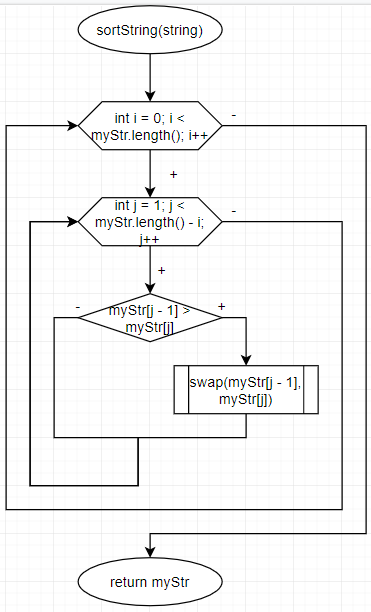 sortString(string)
int i = 0; i <
myStr.length(); i++
-
+
int j = 1; j <
myStr.length() - i;
j++
-
+
-
myStr[j - 1] >
myStr[j]
+
swap(myStr[j - 1],
myStr[j])
return myStr